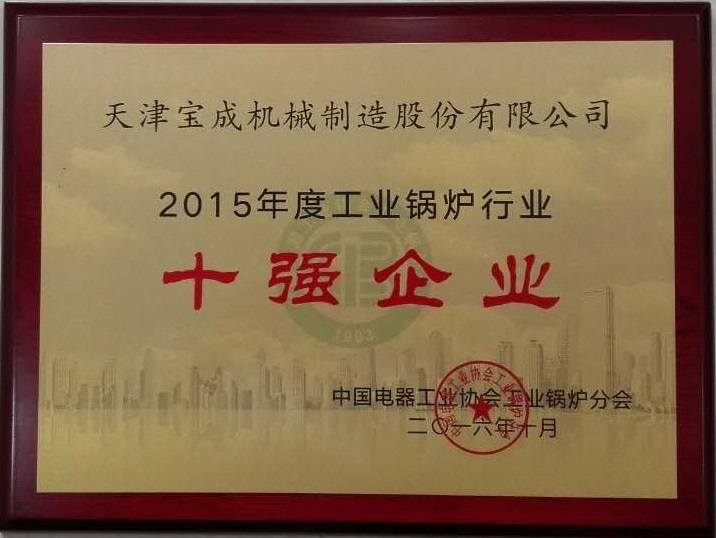 天津宝成机械制造股份有限公司
2015年度工业锅炉行业
十强企业
1993
中国电器工业协会工业锅炉分会
二〇一六年十月